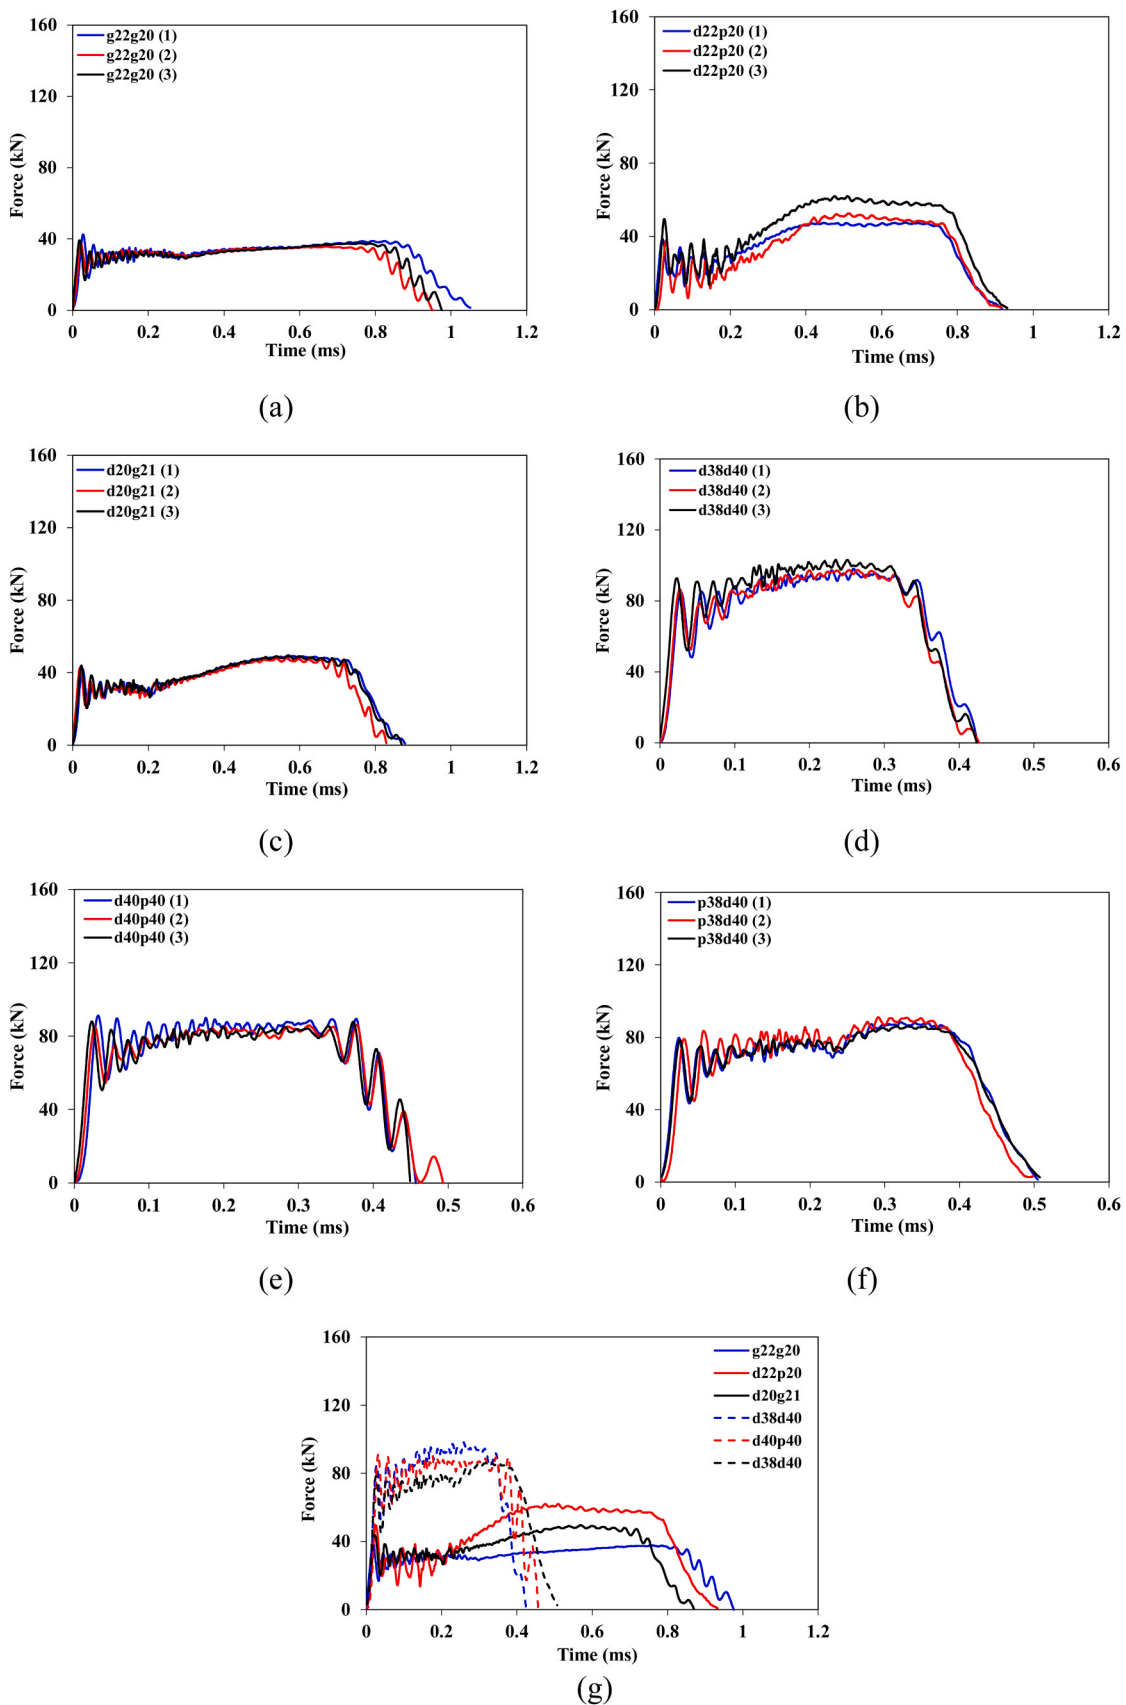 160
120
80
40
0
Force (kN)
g22g20 (1)
g22g20 (2)
g22g20 (3)
0 0.2 0.4 0.6 0.8 1 1.2
Time (ms)
(a)
160
120
80
40
0
Force (kN)
d22p20 (1)
d22p20 (2)
d22p20 (3)
0 0.2 0.4 0.6 0.8 1 1.2
Time (ms)
(b)
160
120
80
40
0
Force (kN)
d20g21 (1)
d20g21 (2)
d20g21 (3)
0 0.2 0.4 0.6 0.8 1 1.2
Time (ms)
(c)
160
120
80
40
0
Force (kN)
d38d40 (1)
d38d40 (2)
d38d40 (3)
0 0.1 0.2 0.3 0.4 0.5 0.6
Time (ms)
(d)
160
120
80
40
0
Force (kN)
d40p40 (1)
d40p40 (2)
d40p40 (3)
0 0.1 0.2 0.3 0.4 0.5 0.6
Time (ms)
(e)
160
120
80
40
0
Force (kN)
p38d40 (1)
p38d40 (2)
p38d40 (3)
0 0.1 0.2 0.3 0.4 0.5 0.6
Time (ms)
(f)
160
120
80
40
0
Force (kN)
g22g20
d22p20
d20g21
d38d40
d40p40
d38d40
0 0.2 0.4 0.6 0.8 1 1.2
Time (ms)
(g)